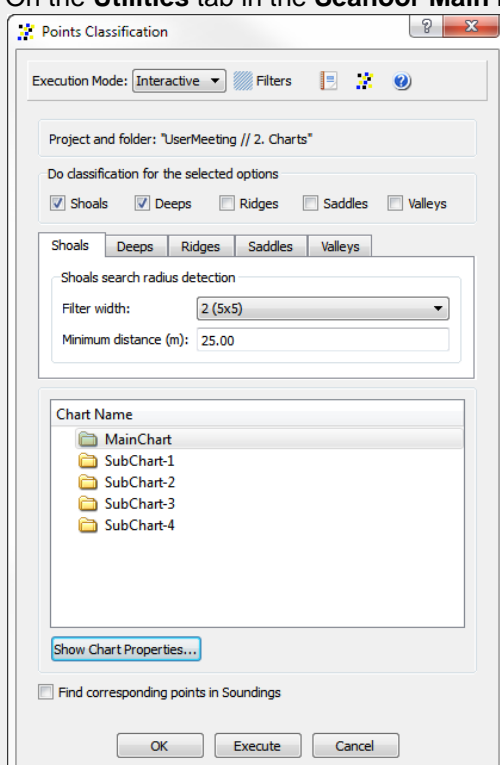 On the Utilities tab in the Seafloor Main
Points Classification
Execution Mode: Interactive Filters
Project and folder: "UserMeeting // 2. Charts"
Do classification for the selected options
Shoals Deeps Ridges Saddles Valleys
Shoals Deeps Ridges Saddles Valleys
Shoals search radius detection
Filter width: 2 (5x5)
Minimum distance (m): 25.00
Chart Name
MainChart
SubChart-1
SubChart-2
SubChart-3
SubChart-4
Show Chart Properties...
Find corresponding points in Soundings
OK Execute Cancel